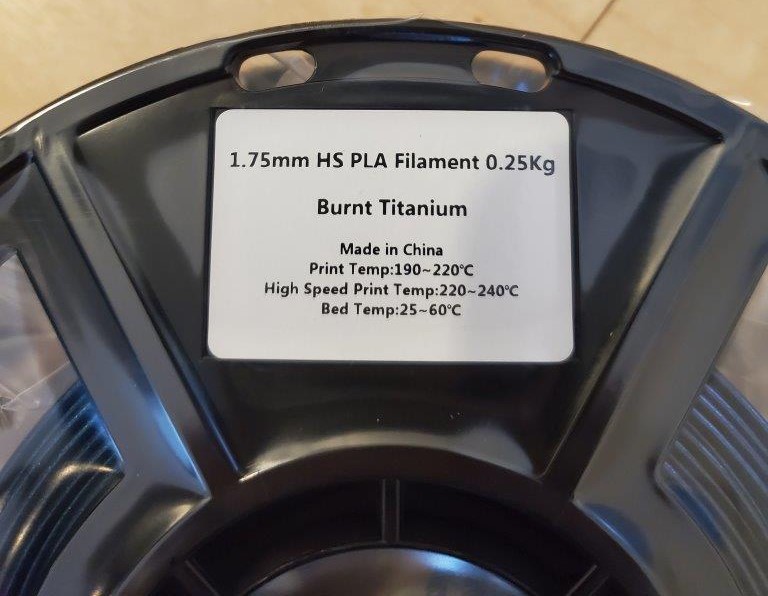 1.75mm HS PLA Filament 0.25Kg
Burnt Titanium
Made in China
Print Temp:190~220℃
High Speed Print Temp:220~240℃
Bed Temp:25~60℃